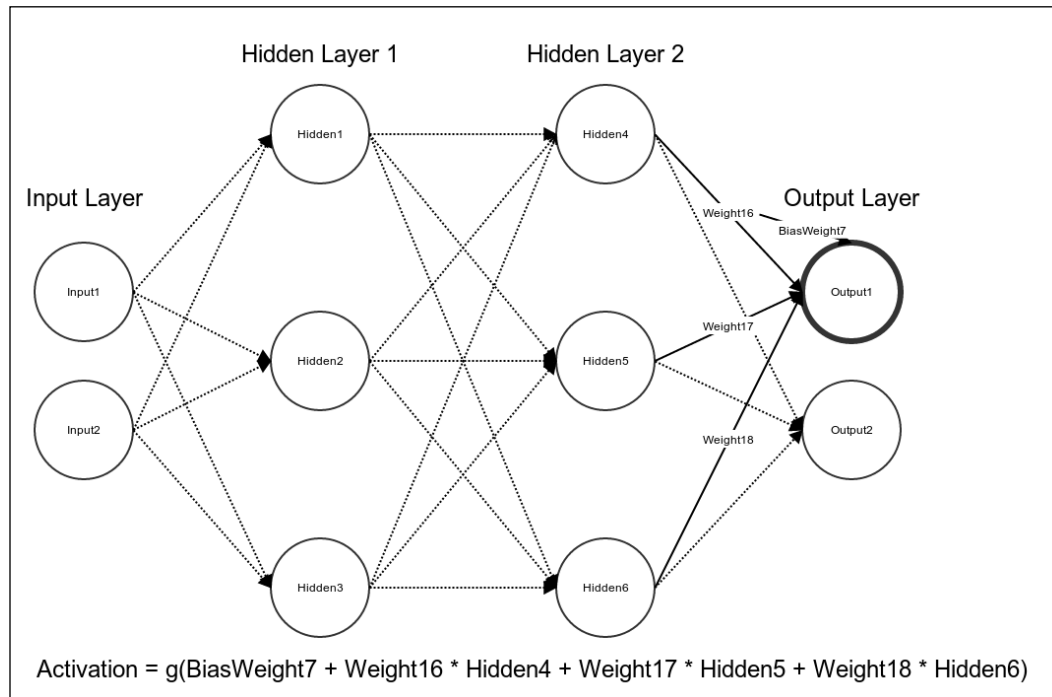 Hidden Layer 1
Hidden Layer 2
Hidden1
Hidden4
Input Layer
Output Layer
Weight16
BiasWeight7
Input1
Output1
Weight17
Hidden2
Hidden5
Input2
Output2
Weight18
Hidden3
Hidden6
Activation = g(BiasWeight7 + Weight16 * Hidden4 + Weight17 * Hidden5 + Weight18 * Hidden6)